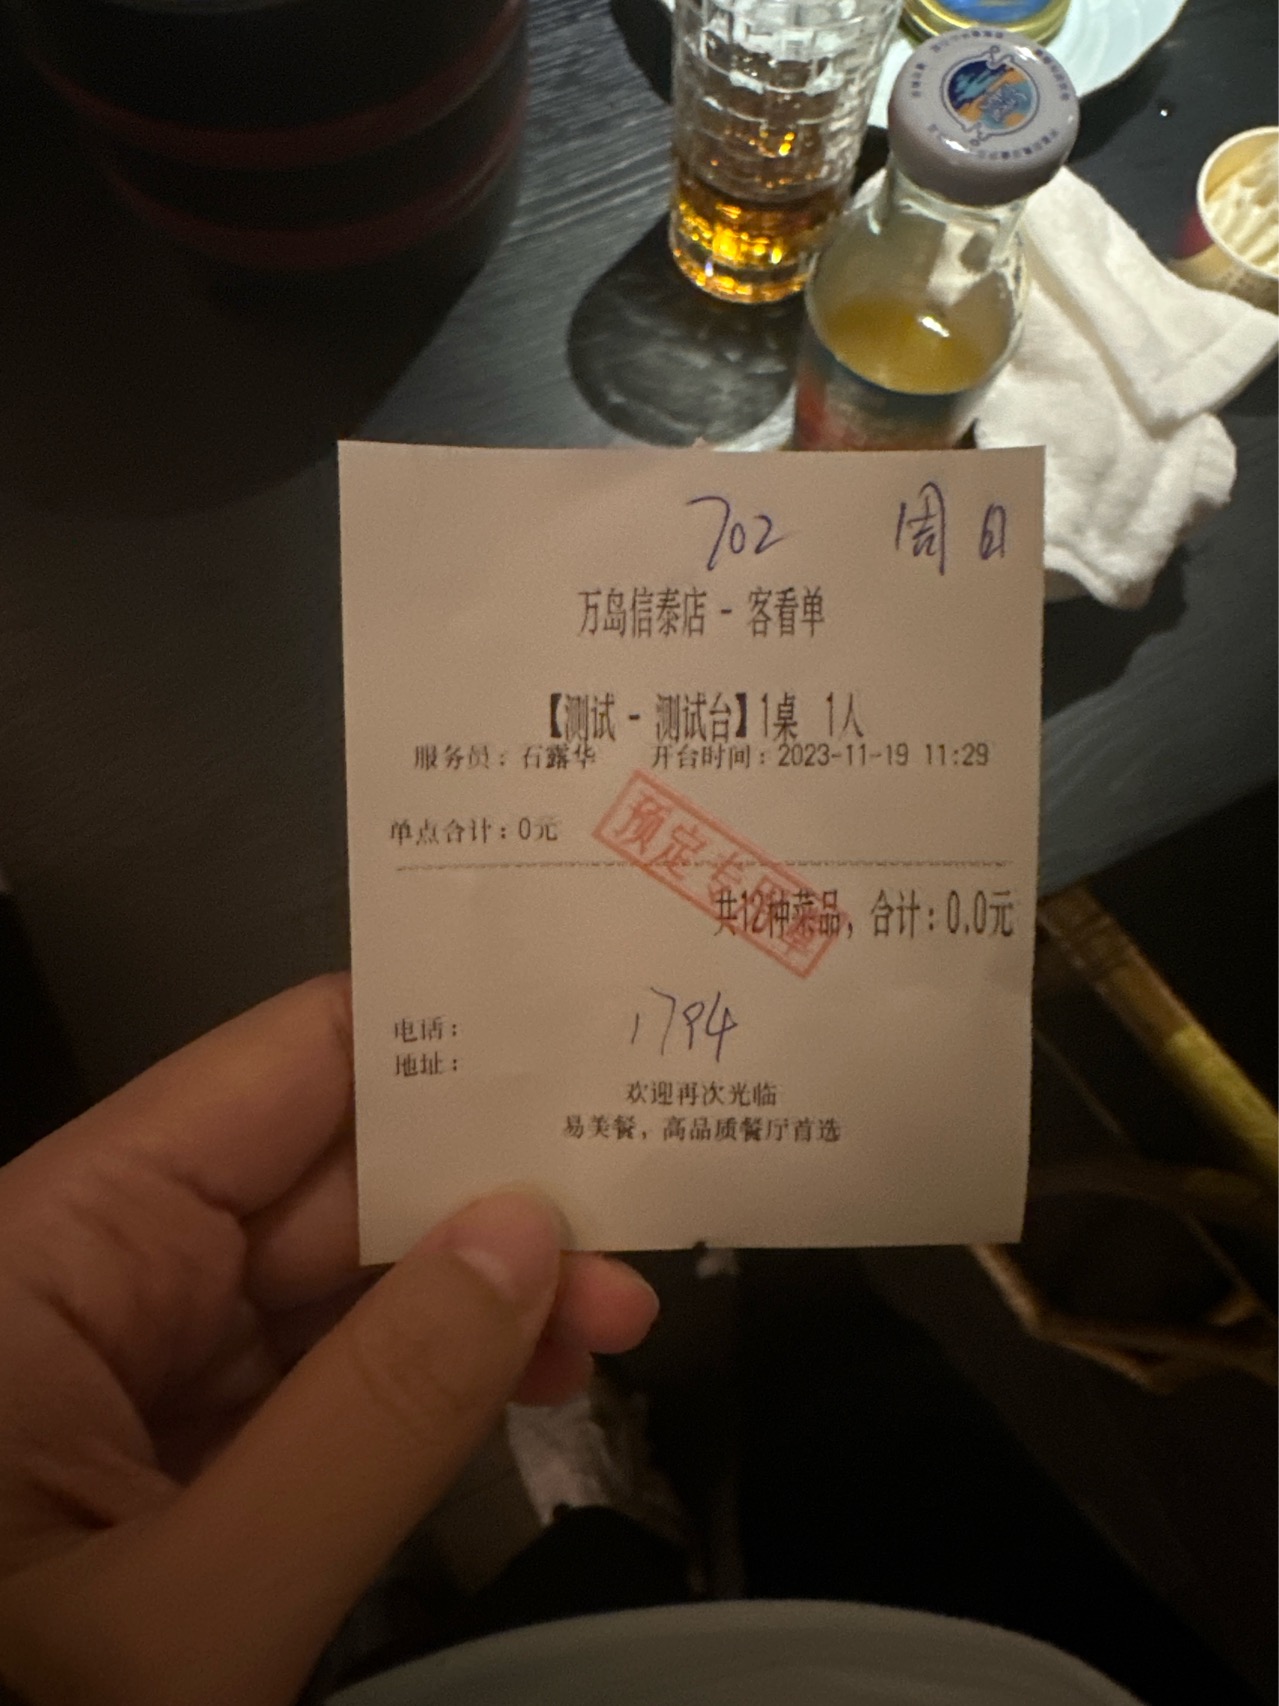 702 周日
万岛信泰店 - 客看单
【测试 - 测试台】1桌 1人
服务员：石露华 开台时间：2023-11-19 11:29
单点合计：0元
预定专用章
共12种菜品，合计：0.0元
1794
电话：
地址：
欢迎再次光临
易美餐，高品质餐厅首选